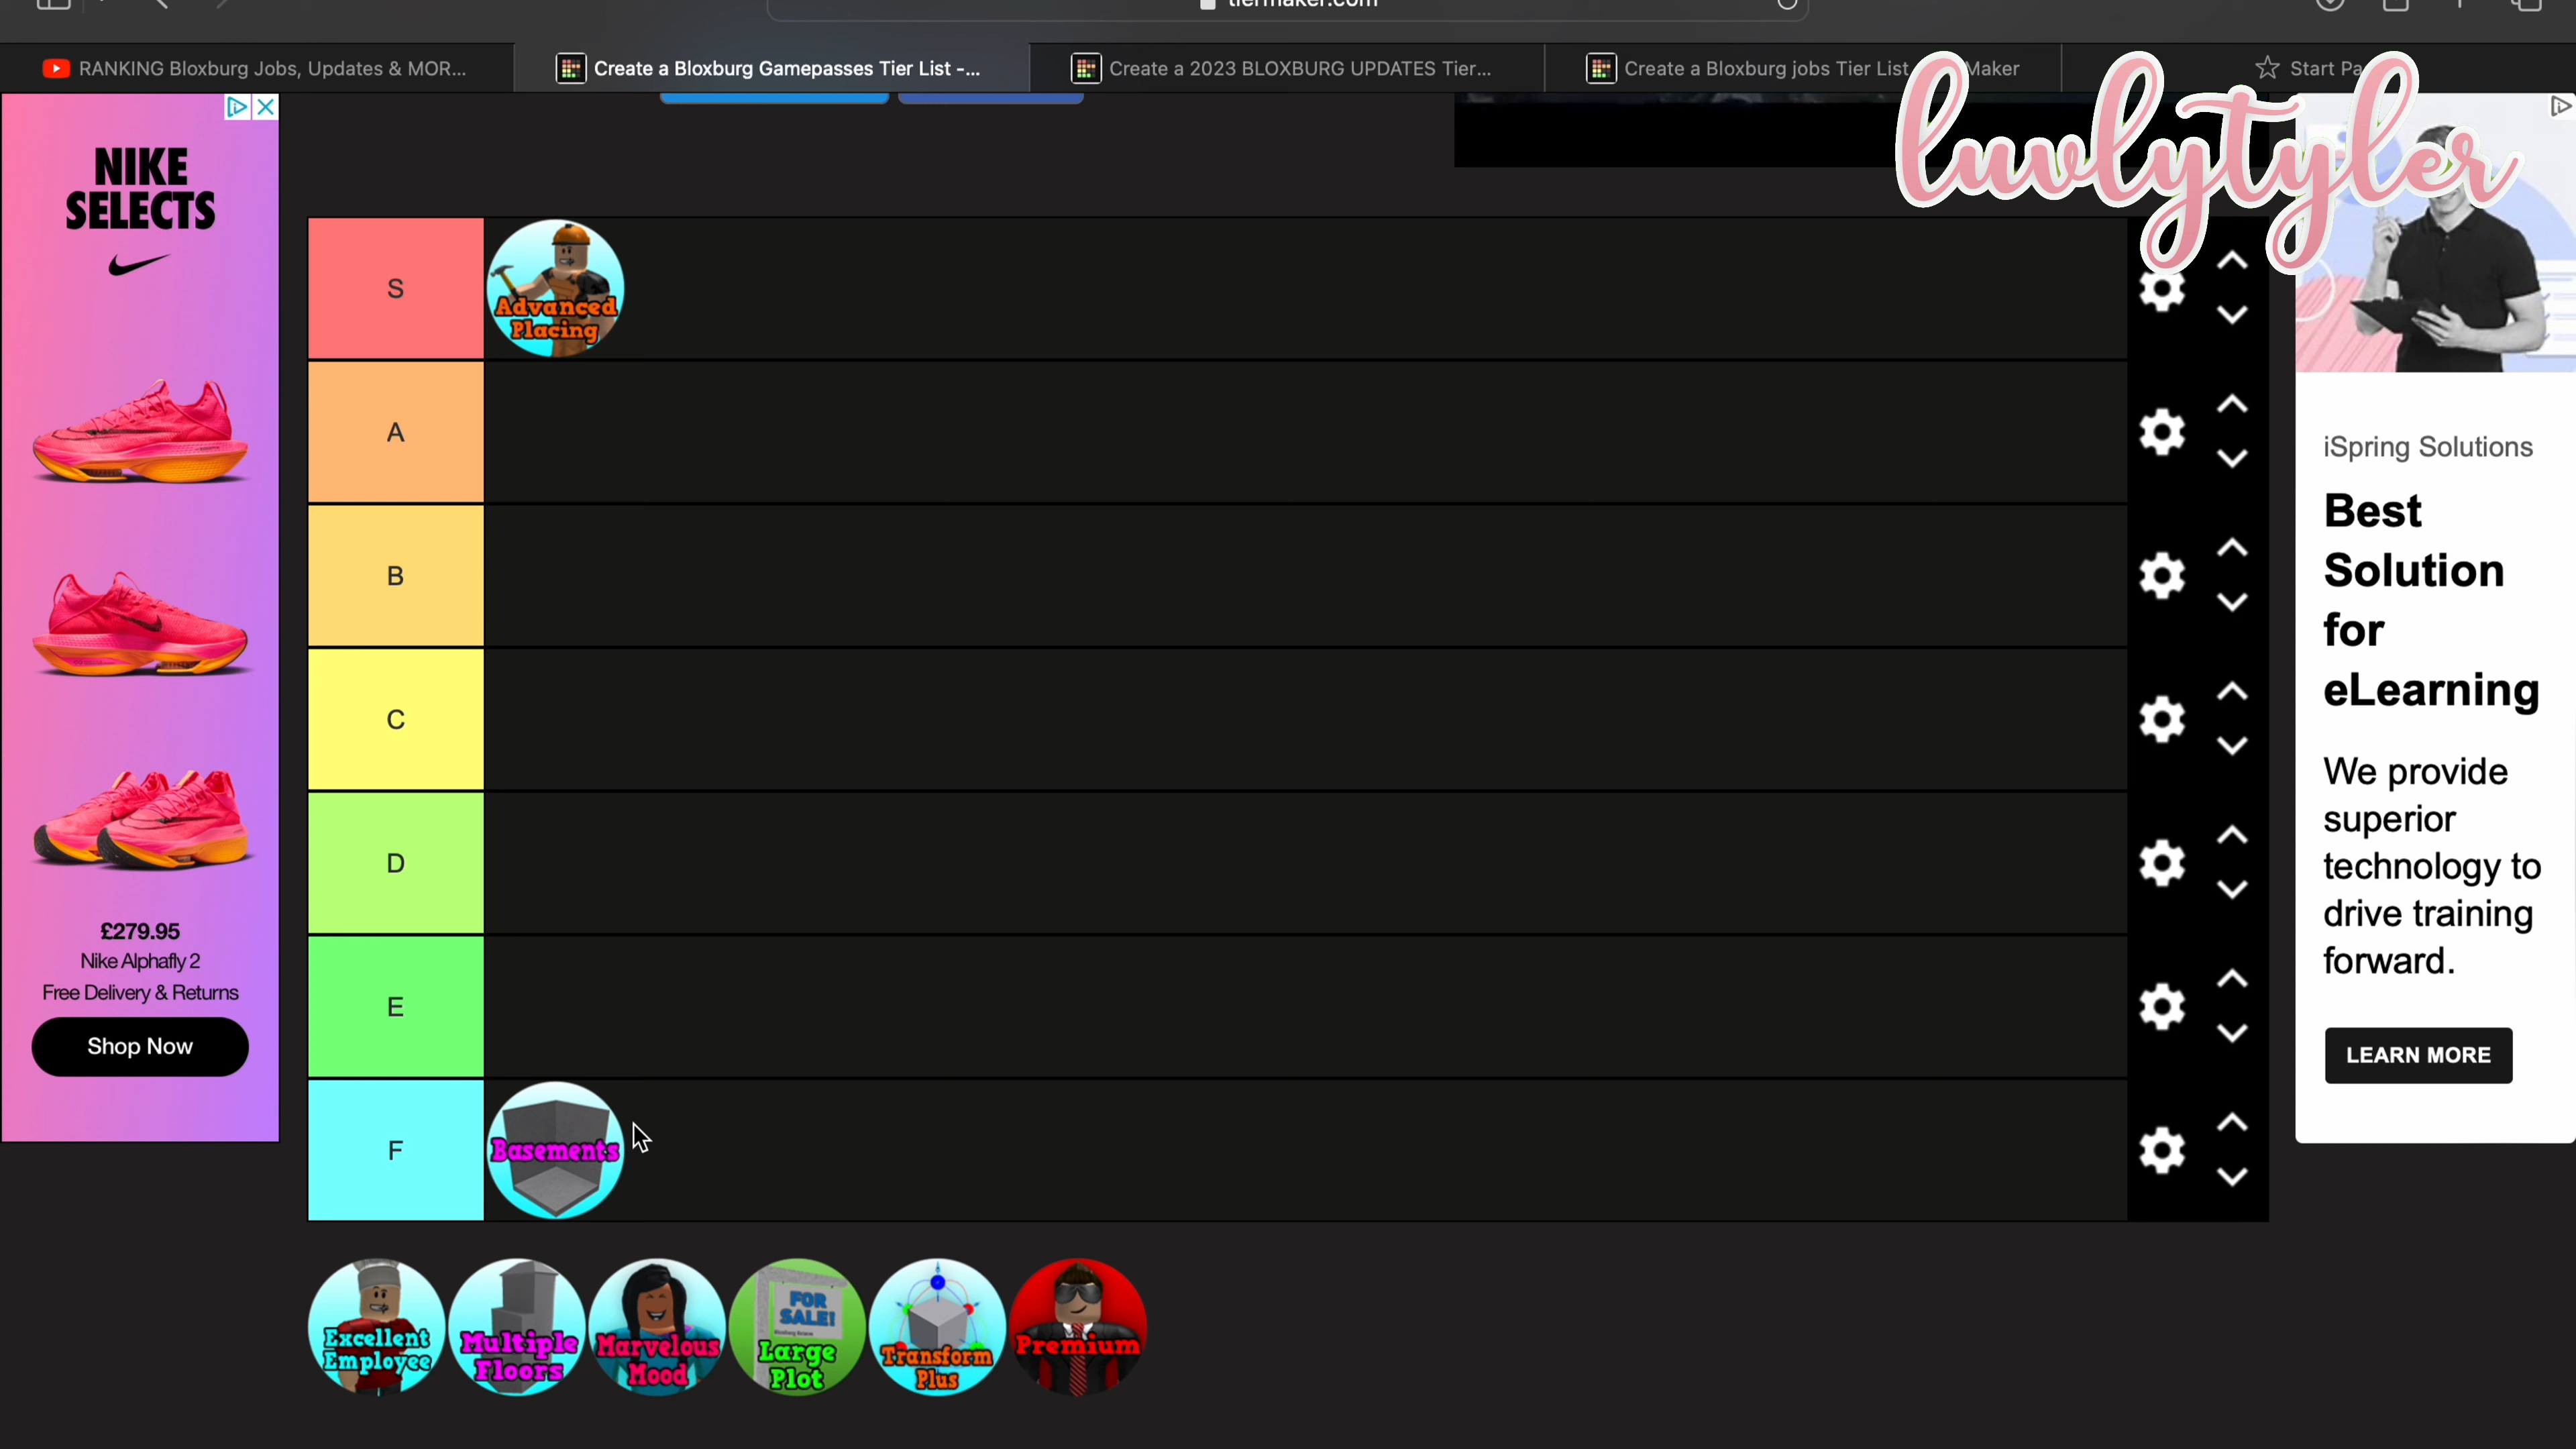 tiermaker.com
RANKING Bloxburg Jobs, Updates & MOR...
Create a Bloxburg Gamepasses Tier List -...
Create a 2023 BLOXBURG UPDATES Tier...
Create a Bloxburg jobs Tier List
Maker
Start Pa
luvlytyler
NIKE
SELECTS
£279.95
Nike Alphafly 2
Free Delivery & Returns
Shop Now
S
Advanced
Placing
A
B
C
D
E
F
Basements
Excellent
Employee
Multiple
Floors
Marvelous
Mood
FOR
SALE!
Large
Plot
Transform
Plus
Premium
iSpring Solutions
Best
Solution
for
eLearning
We provide
superior
technology to
drive training
forward.
LEARN MORE